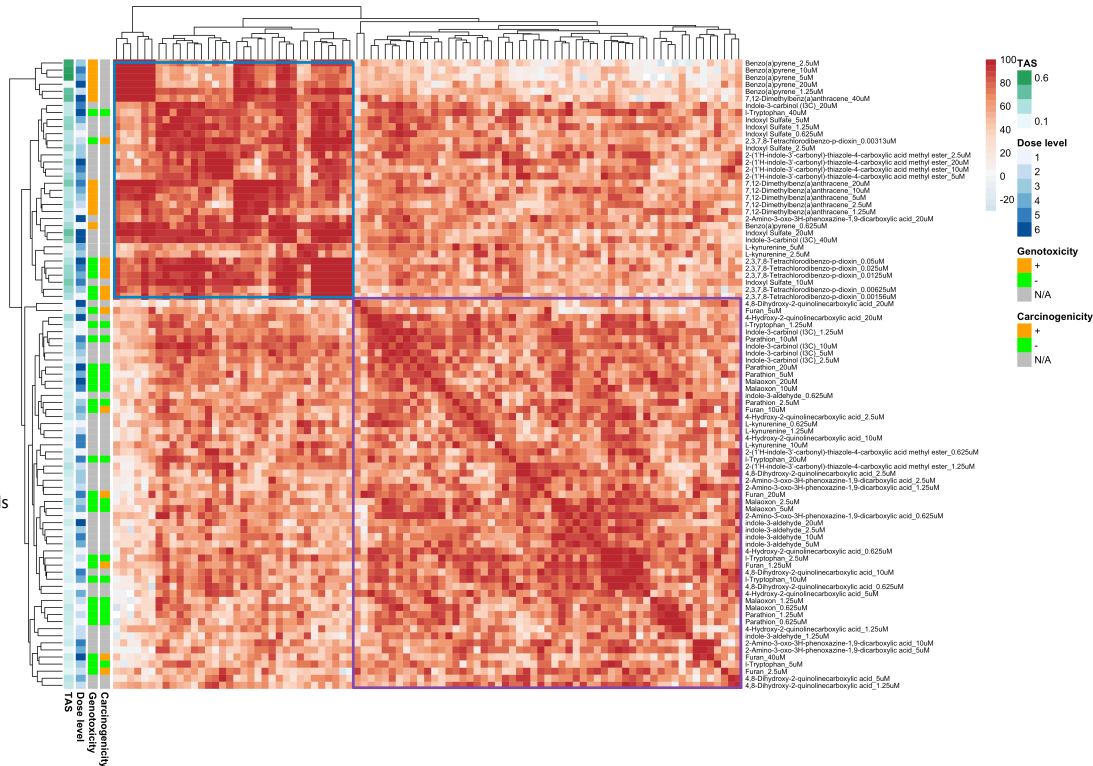 Benzo(a)pyrene_2.5uM
Benzo(a)pyrene_10uM
Benzo(a)pyrene_5uM
Benzo(a)pyrene_20uM
Benzo(a)pyrene_1.25uM
7,12-Dimethylbenz(a)anthracene_40uM
Indole-3-carbinol (I3C)_20uM
l-Tryptophan_40uM
Indoxyl Sulfate_5uM
Indoxyl Sulfate_1.25uM
Indoxyl Sulfate_0.625uM
2,3,7,8-Tetrachlorodibenzo-p-dioxin_0.00313uM
Indoxyl Sulfate_2.5uM
2-(1'H-indole-3'-carbonyl)-thiazole-4-carboxylic acid methyl ester_2.5uM
2-(1'H-indole-3'-carbonyl)-thiazole-4-carboxylic acid methyl ester_20uM
2-(1'H-indole-3'-carbonyl)-thiazole-4-carboxylic acid methyl ester_10uM
2-(1'H-indole-3'-carbonyl)-thiazole-4-carboxylic acid methyl ester_5uM
7,12-Dimethylbenz(a)anthracene_20uM
7,12-Dimethylbenz(a)anthracene_10uM
7,12-Dimethylbenz(a)anthracene_5uM
7,12-Dimethylbenz(a)anthracene_2.5uM
7,12-Dimethylbenz(a)anthracene_1.25uM
2-Amino-3-oxo-3H-phenoxazine-1,9-dicarboxylic acid_20uM
Benzo(a)pyrene_0.625uM
Indoxyl Sulfate_20uM
Indole-3-carbinol (I3C)_40uM
L-kynurenine_5uM
L-kynurenine_2.5uM
2,3,7,8-Tetrachlorodibenzo-p-dioxin_0.05uM
2,3,7,8-Tetrachlorodibenzo-p-dioxin_0.025uM
2,3,7,8-Tetrachlorodibenzo-p-dioxin_0.0125uM
Indoxyl Sulfate_10uM
2,3,7,8-Tetrachlorodibenzo-p-dioxin_0.00625uM
2,3,7,8-Tetrachlorodibenzo-p-dioxin_0.00156uM
4,8-Dihydroxy-2-quinolinecarboxylic acid_20uM
Furan_5uM
4-Hydroxy-2-quinolinecarboxylic acid_20uM
l-Tryptophan_1.25uM
Indole-3-carbinol (I3C)_1.25uM
Parathion_10uM
Indole-3-carbinol (I3C)_10uM
Indole-3-carbinol (I3C)_5uM
Indole-3-carbinol (I3C)_2.5uM
Parathion_20uM
Parathion_5uM
Malaoxon_20uM
Malaoxon_10uM
indole-3-aldehyde_0.625uM
Parathion_2.5uM
Furan_10uM
4-Hydroxy-2-quinolinecarboxylic acid_2.5uM
L-kynurenine_0.625uM
L-kynurenine_1.25uM
4-Hydroxy-2-quinolinecarboxylic acid_10uM
L-kynurenine_10uM
2-(1'H-indole-3'-carbonyl)-thiazole-4-carboxylic acid methyl ester_0.625uM
l-Tryptophan_20uM
2-(1'H-indole-3'-carbonyl)-thiazole-4-carboxylic acid methyl ester_1.25uM
4,8-Dihydroxy-2-quinolinecarboxylic acid_2.5uM
2-Amino-3-oxo-3H-phenoxazine-1,9-dicarboxylic acid_2.5uM
2-Amino-3-oxo-3H-phenoxazine-1,9-dicarboxylic acid_1.25uM
Furan_20uM
Malaoxon_2.5uM
Malaoxon_5uM
2-Amino-3-oxo-3H-phenoxazine-1,9-dicarboxylic acid_0.625uM
indole-3-aldehyde_20uM
indole-3-aldehyde_2.5uM
indole-3-aldehyde_10uM
indole-3-aldehyde_5uM
4-Hydroxy-2-quinolinecarboxylic acid_0.625uM
l-Tryptophan_2.5uM
Furan_1.25uM
4,8-Dihydroxy-2-quinolinecarboxylic acid_10uM
l-Tryptophan_10uM
4,8-Dihydroxy-2-quinolinecarboxylic acid_0.625uM
4-Hydroxy-2-quinolinecarboxylic acid_5uM
Malaoxon_1.25uM
Malaoxon_0.625uM
Parathion_1.25uM
Parathion_0.625uM
4-Hydroxy-2-quinolinecarboxylic acid_1.25uM
indole-3-aldehyde_1.25uM
2-Amino-3-oxo-3H-phenoxazine-1,9-dicarboxylic acid_10uM
2-Amino-3-oxo-3H-phenoxazine-1,9-dicarboxylic acid_5uM
Furan_40uM
l-Tryptophan_5uM
Furan_2.5uM
4,8-Dihydroxy-2-quinolinecarboxylic acid_5uM
4,8-Dihydroxy-2-quinolinecarboxylic acid_1.25uM
100
80
60
40
20
0
-20
TAS
0.6
0.1
Dose level
1
2
3
4
5
6
Genotoxicity
+
-
N/A
Carcinogenicity
+
-
N/A
ls
TAS
Dose level
Genotoxicity
Carcinogenicity